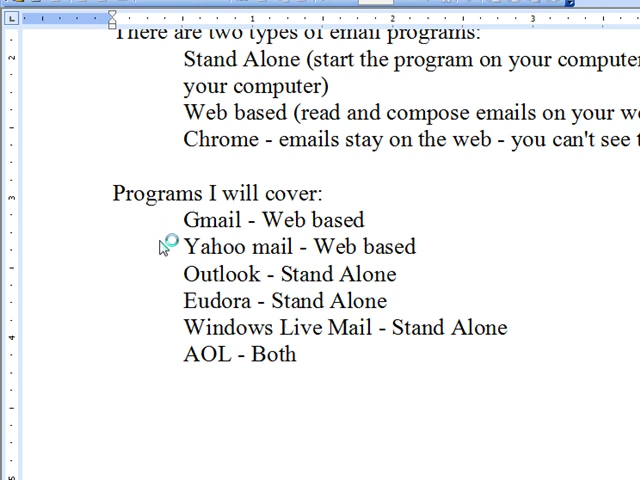 There are two types of email programs:
Stand Alone (start the program on your computer
your computer)
Web based (read and compose emails on your
Chrome - emails stay on the web - you can't see
Programs I will cover:
Gmail - Web based
Yahoo mail - Web based
Outlook - Stand Alone
Eudora - Stand Alone
Windows Live Mail - Stand Alone
AOL - Both